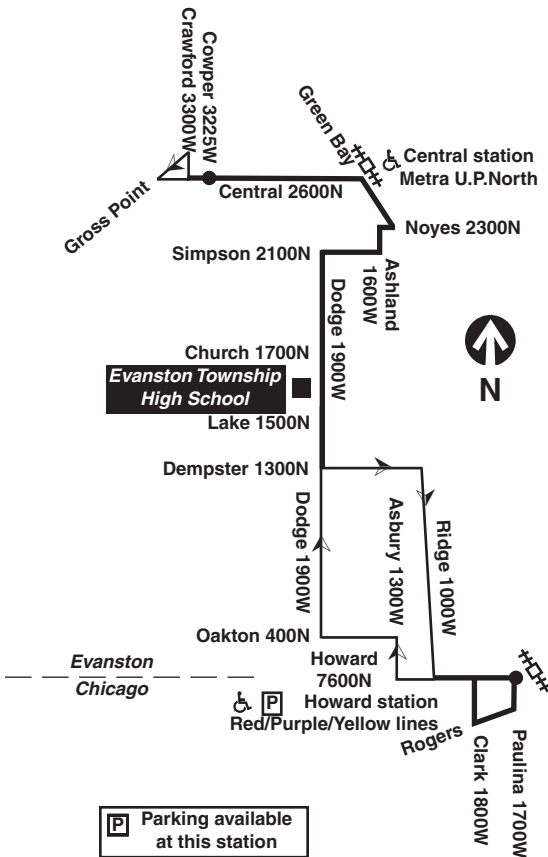 Cowper 3225W
Crawford 3300W
Gross Point
Central 2600N
Green Bay
Central station
Metra U.P.North
Noyes 2300N
Simpson 2100N
Ashland
1600W
Dodge 1900W
Church 1700N
Evanston Township
High School
Lake 1500N
N
Dempster 1300N
Dodge 1900W
Asbury 1300W
Ridge 1000W
Oakton 400N
Evanston
Chicago
Howard
7600N
P Howard station
Red/Purple/Yellow lines
Rogers
Clark 1800W
Paulina 1700W
P Parking available
at this station